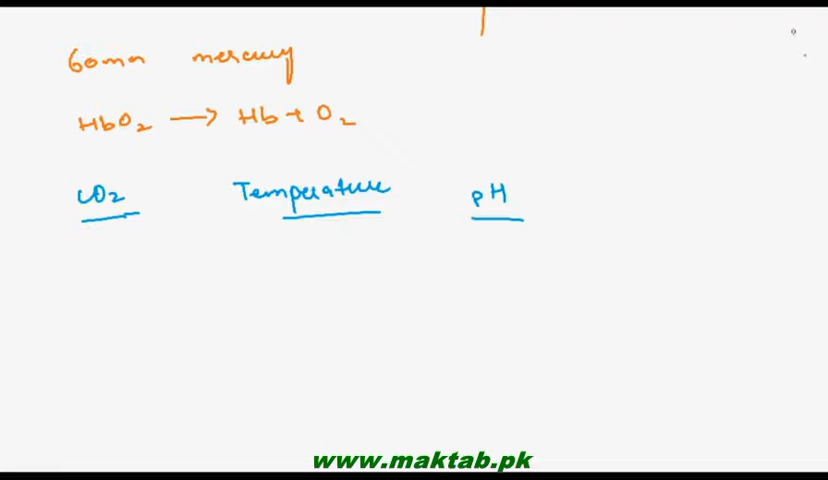 60mm mercury
HbO2 → Hb + O2
CO2 Temperature pH
www.maktab.pk